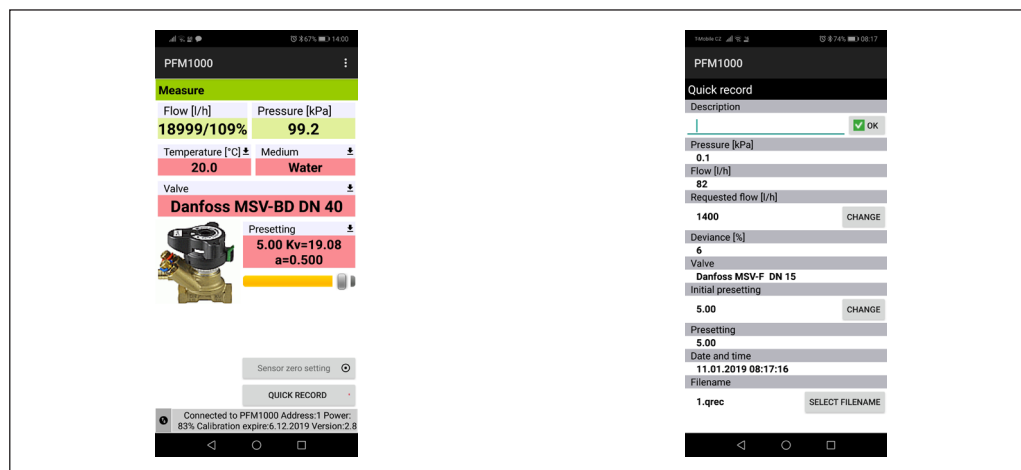 67% 14:00
PFM1000
Measure
Flow [l/h] Pressure [kPa]
18999/109% 99.2
Temperature [°C] Medium
20.0 Water
Valve
Danfoss MSV-BD DN 40
Presetting
5.00 Kv=19.08
a=0.500
Sensor zero setting
QUICK RECORD
Connected to PFM1000 Address:1 Power:
83% Calibration expire:6.12.2019 Version:2.8
T-Mobile CZ 74% 08:17
PFM1000
Quick record
Description
OK
Pressure [kPa]
0.1
Flow [l/h]
82
Requested flow [l/h]
1400 CHANGE
Deviance [%]
6
Valve
Danfoss MSV-F DN 15
Initial presetting
5.00 CHANGE
Presetting
5.00
Date and time
11.01.2019 08:17:16
Filename
1.qrec SELECT FILENAME